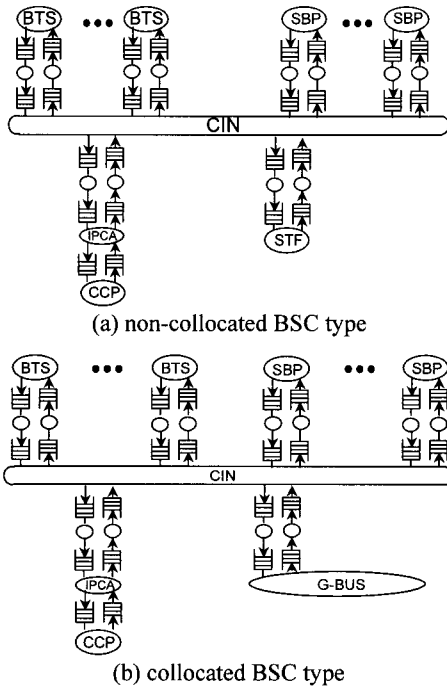 BTS ••• BTS SBP ••• SBP
CIN
IPCA STF
CCP
(a) non-collocated BSC type
BTS ••• BTS SBP ••• SBP
CIN
IPCA G-BUS
CCP
(b) collocated BSC type